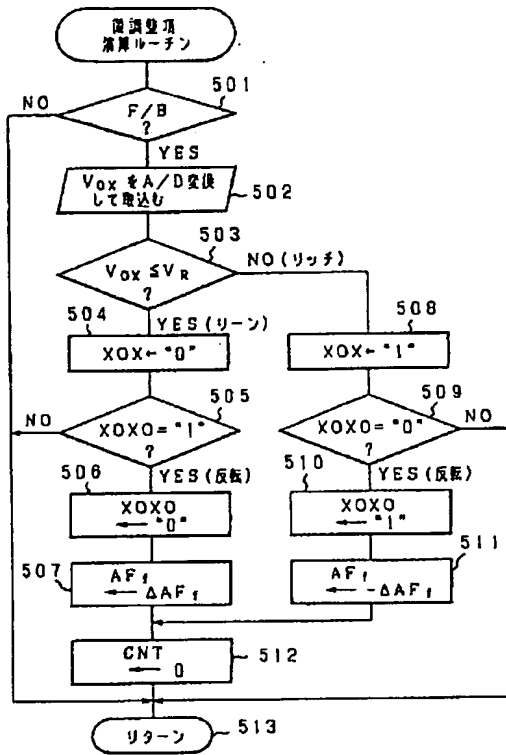 微調整項
演算ルーチン
501
NO
F/B
?
YES
VOXをA/D変換
して取込む
502
503
VOX≤VR
?
NO(リッチ)
504
YES(リーン)
508
XOX←"0"
XOX←"1"
505
509
NO
XOXO="1"
?
XOXO="0"
?
NO
506
YES(反転)
510
YES(反転)
XOXO
←"0"
XOXO
←"1"
507
AFf
←ΔAFf
AFf
←-ΔAFf
511
CNT
←0
512
リターン
513